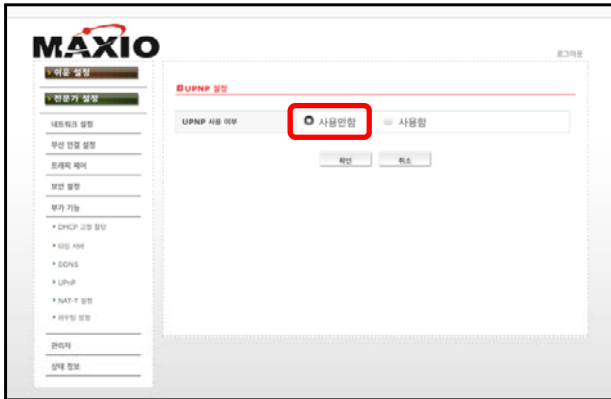 MAXIO
로그아웃
쉬운 설정
전문가 설정
네트워크 설정
무선 연결 설정
트래픽 제어
보안 설정
부가 기능
DHCP 고정 할당
타임 서버
DDNS
UPnP
NAT-T 설정
라우팅 설정
관리자
상태 정보
UPNP 설정
UPNP 사용 여부
사용안함
사용함
확인
취소